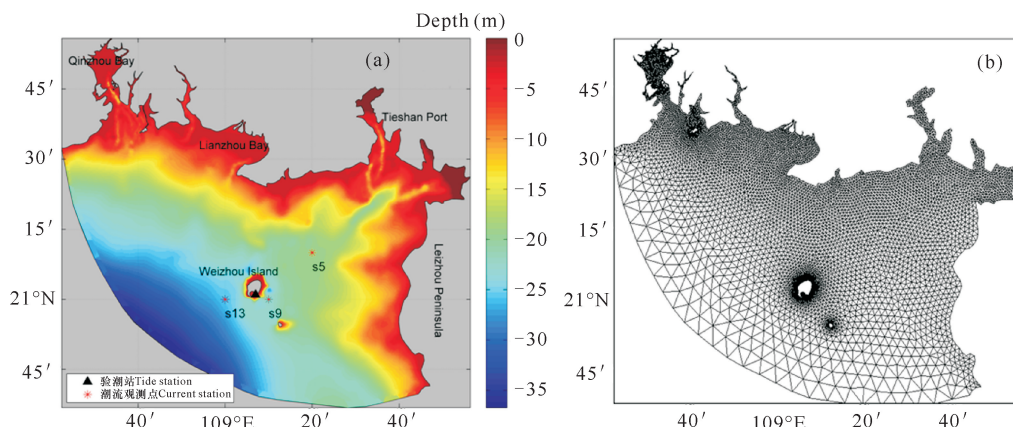 Depth (m)
(a)
Qinzhou Bay
Lianzhou Bay
Tieshan Port
Weizhou Island
Leizhou Peninsula
s5
s13
s9
▲ 验潮站Tide station
* 潮流观测点Current station
45′
30′
15′
21°N
45′
40′
109°E
20′
40′
0
−5
−10
−15
−20
−25
−30
−35
(b)
45′
30′
15′
21°N
45′
40′
109°E
20′
40′